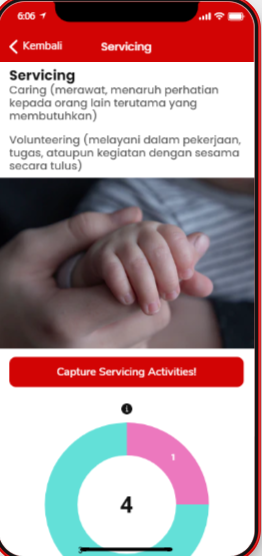 6:06
Kembali
Servicing
Servicing
Caring (merawat, menaruh perhatian
kepada orang lain terutama yang
membutuhkan)
Volunteering (melayani dalam pekerjaan,
tugas, ataupun kegiatan dengan sesama
secara tulus)
Capture Servicing Activities!
1
4